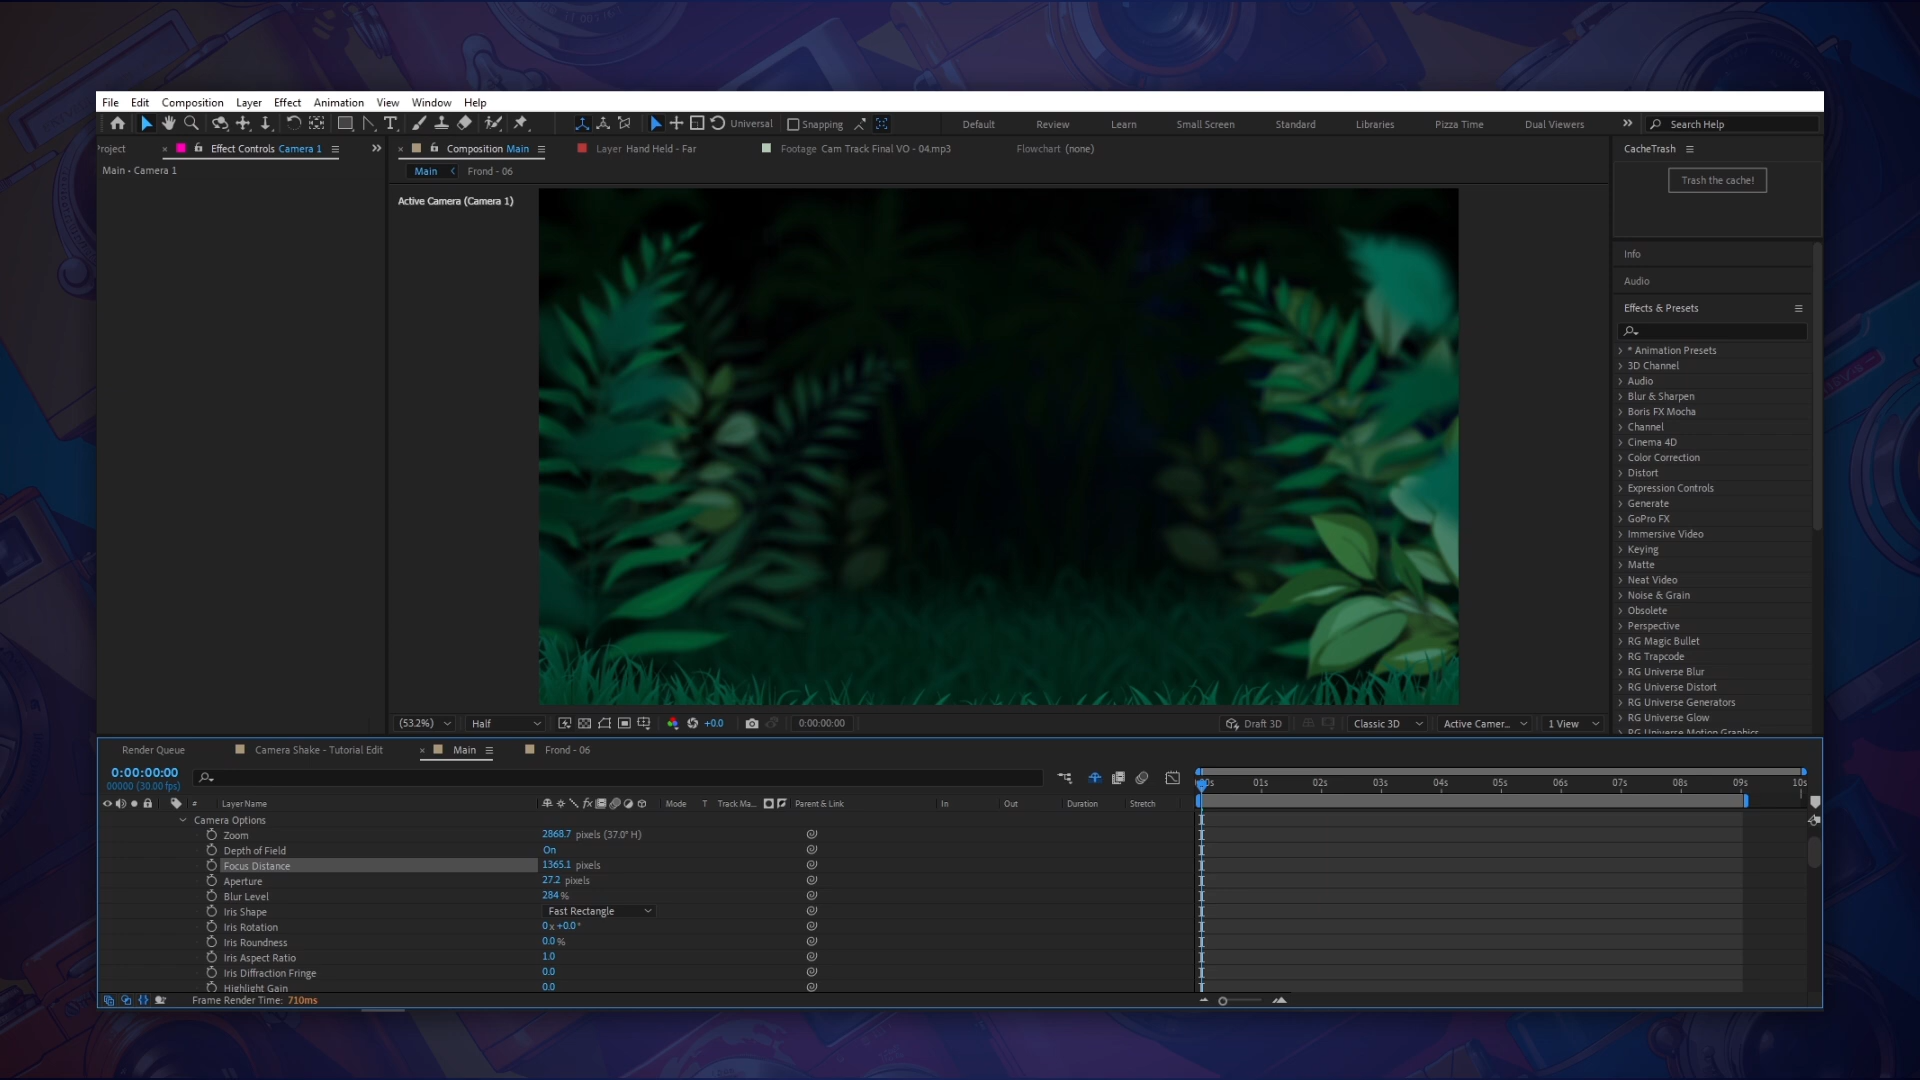 File Edit Composition Layer Effect Animation View Window Help
Universal Snapping Default Review Learn Small Screen Standard Libraries Pizza Time Dual Viewers Search Help
Project Effect Controls Camera 1 Composition Main Layer Hand Held - Far Footage Cam Track Final VO - 04.mp3 Flowchart (none) CacheTrash
Main • Camera 1 Main Frond - 06 Trash the cache!
Active Camera (Camera 1)
Info
Audio
Effects & Presets
* Animation Presets
3D Channel
Audio
Blur & Sharpen
Boris FX Mocha
Channel
Cinema 4D
Color Correction
Distort
Expression Controls
Generate
GoPro FX
Immersive Video
Keying
Matte
Neat Video
Noise & Grain
Obsolete
Perspective
RG Magic Bullet
RG Trapcode
RG Universe Blur
RG Universe Distort
RG Universe Generators
RG Universe Glow
RG Universe Motion Graphics
(53.2%) Half +0.0 0:00:00:00 Draft 3D Classic 3D Active Camer... 1 View
Render Queue Camera Shake - Tutorial Edit Main Frond - 06
0:00:00:00
00000 (30.00 fps)
01s 02s 03s 04s 05s 06s 07s 08s 09s 10s
# Layer Name Mode T Track Ma... Parent & Link In Out Duration Stretch
Camera Options
Zoom 2868.7 pixels (37.0° H)
Depth of Field On
Focus Distance 1365.1 pixels
Aperture 27.2 pixels
Blur Level 284 %
Iris Shape Fast Rectangle
Iris Rotation 0 x +0.0 °
Iris Roundness 0.0 %
Iris Aspect Ratio 1.0
Iris Diffraction Fringe 0.0
Highlight Gain 0.0
Frame Render Time: 710ms